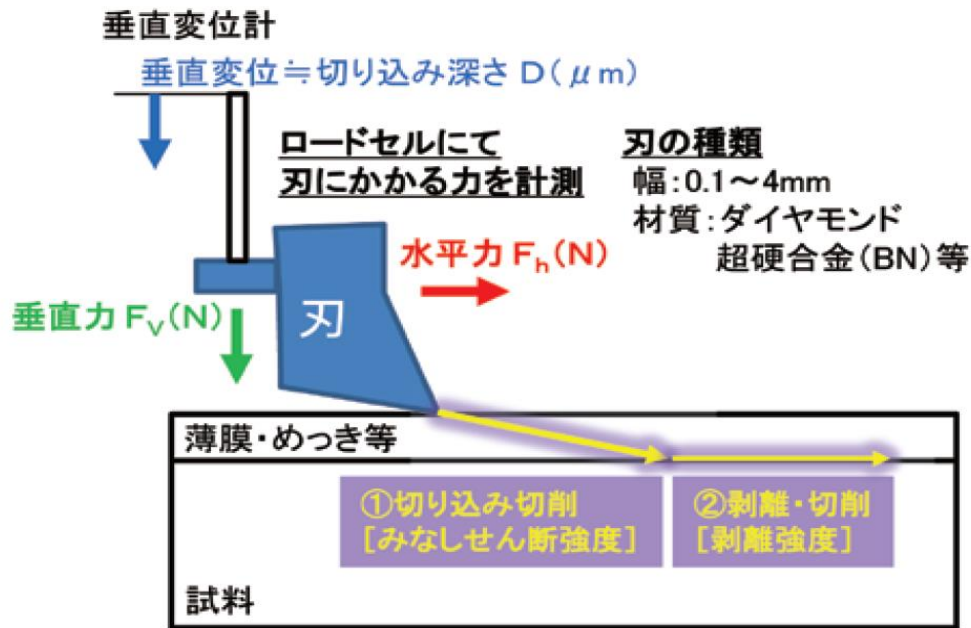 垂直変位計
垂直変位≒切り込み深さ D(μm)
ロードセルにて
刃にかかる力を計測
刃の種類
幅:0.1~4mm
材質:ダイヤモンド
超硬合金(BN)等
水平力 Fh(N)
垂直力 FV(N)
刃
薄膜・めっき等
①切り込み切削
[みなしせん断強度]
②剥離・切削
[剥離強度]
試料